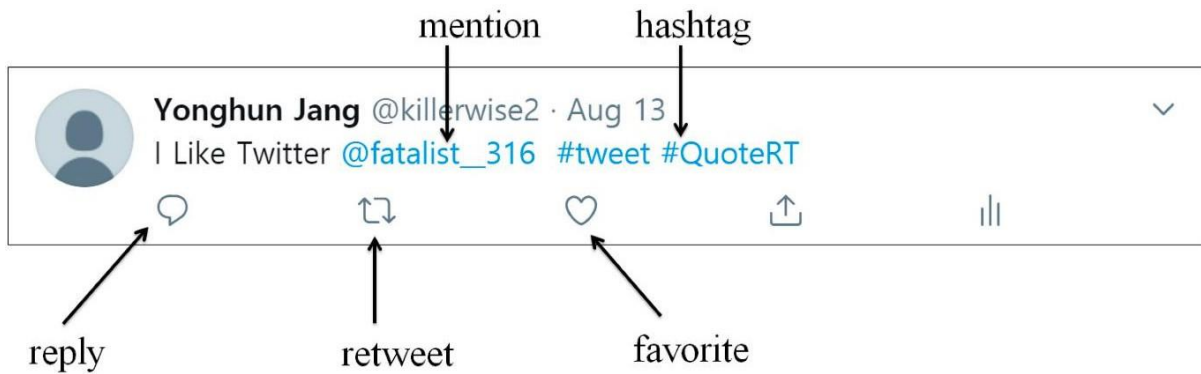 mention hashtag
Yonghun Jang @killerwise2 · Aug 13
I Like Twitter @fatalist__316 #tweet #QuoteRT
reply retweet favorite